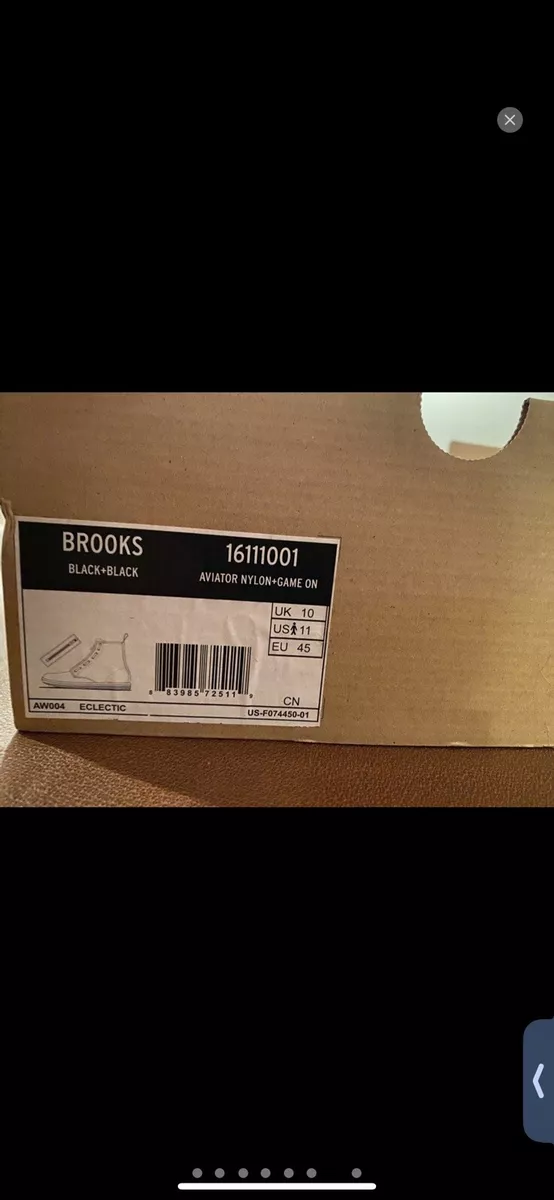 BROOKS
16111001
BLACK+BLACK
AVIATOR NYLON+GAME ON
UK 10
US 11
EU 45
8 83985 72511 9
CN
AW004 ECLECTIC
US-F074450-01